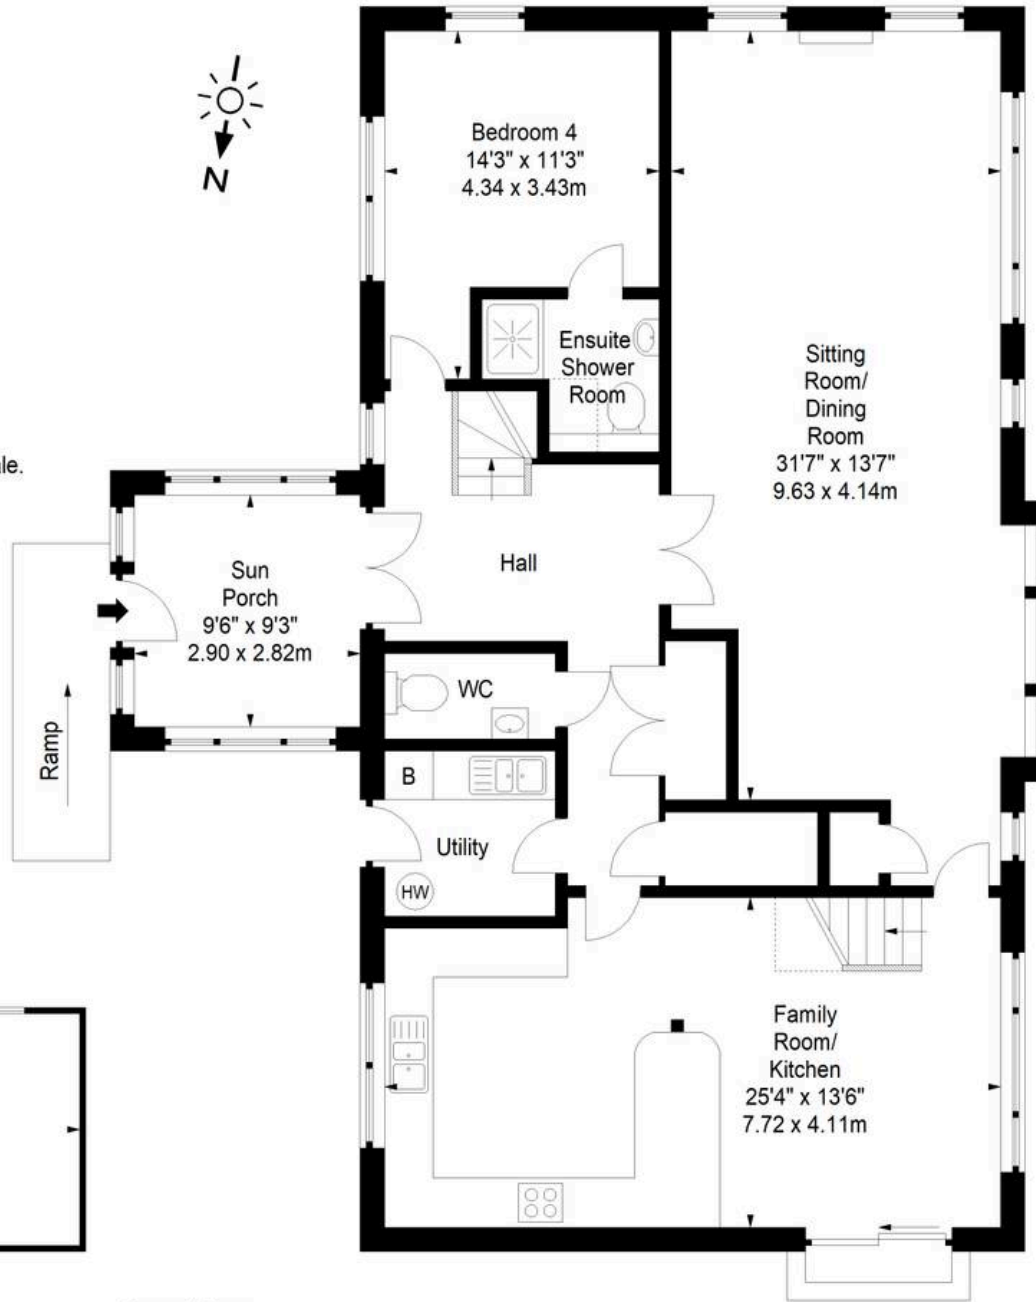 N
Bedroom 4
14'3" x 11'3"
4.34 x 3.43m
Ensuite
Shower
Room
Sitting
Room/
Dining
Room
31'7" x 13'7"
9.63 x 4.14m
Sun
Porch
9'6" x 9'3"
2.90 x 2.82m
Hall
WC
Ramp
B
Utility
HW
Family
Room/
Kitchen
25'4" x 13'6"
7.72 x 4.11m